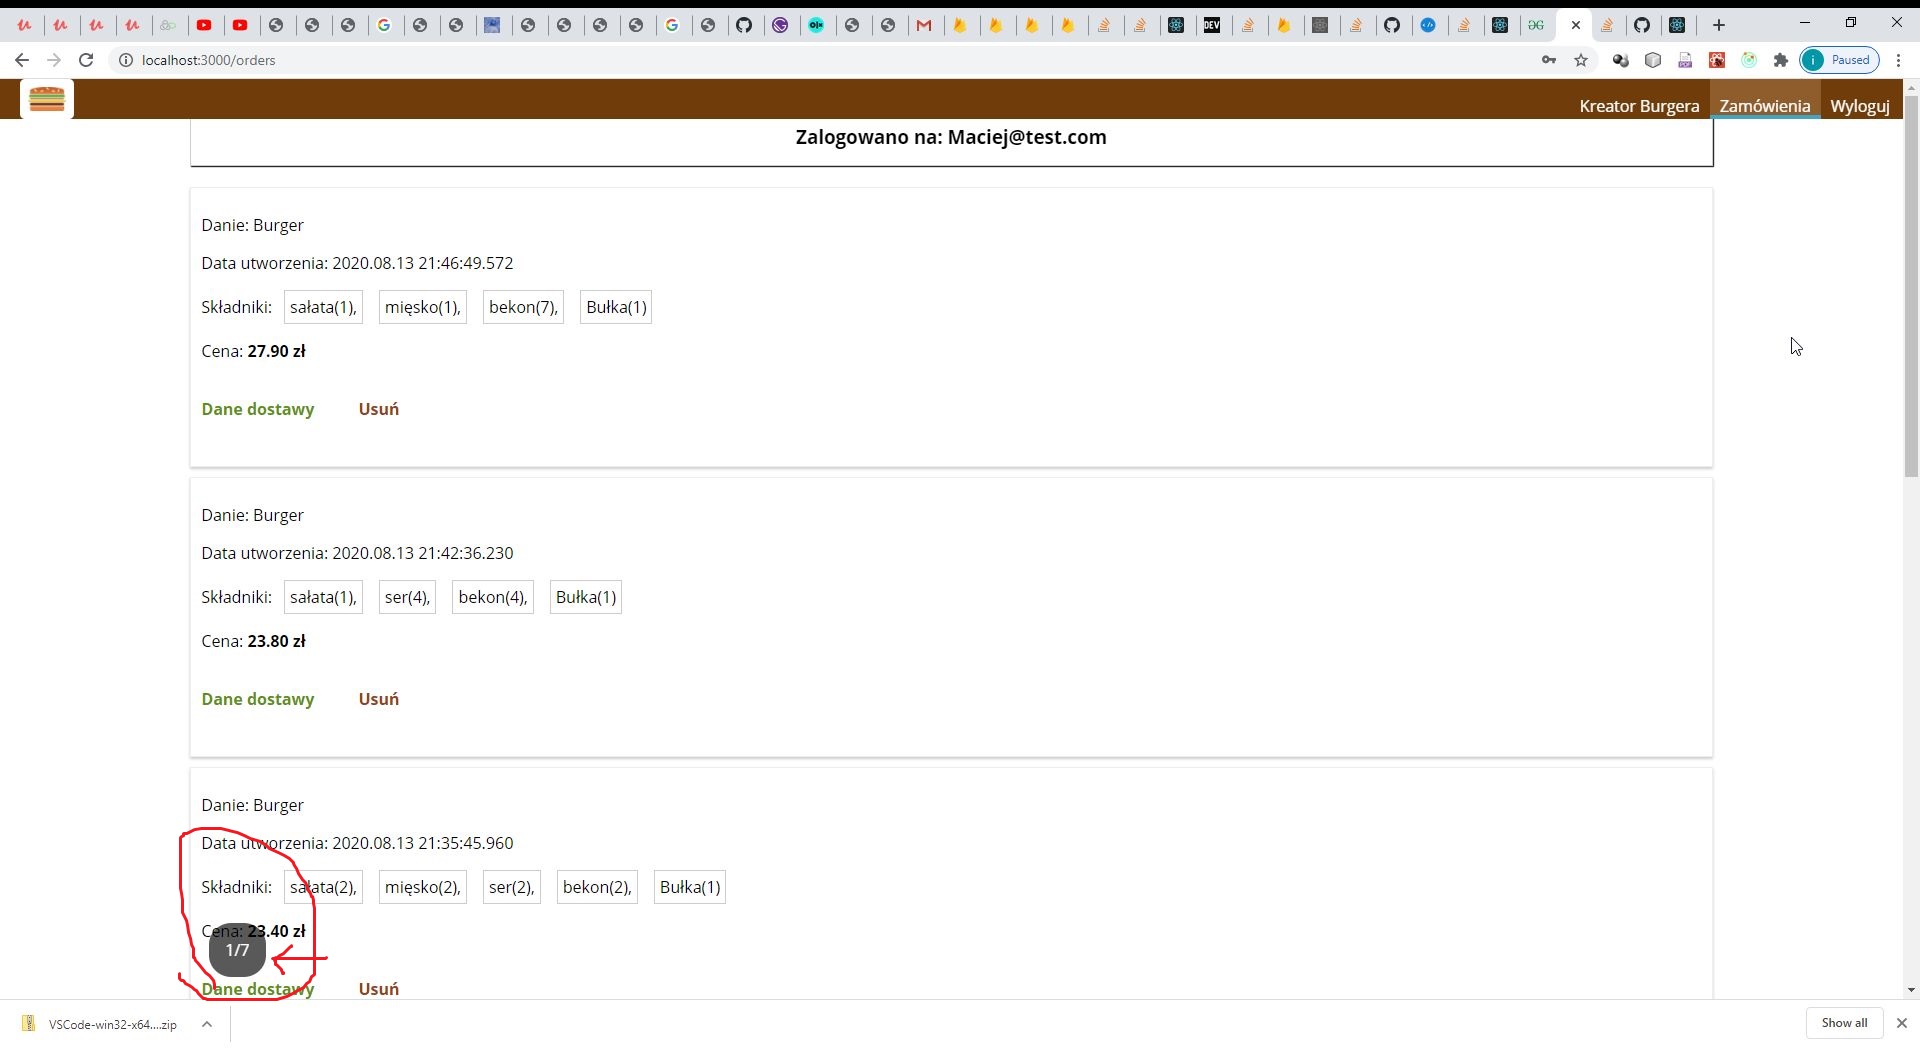 DEV
localhost:3000/orders
Paused
Kreator Burgera Zamówienia Wyloguj
Zalogowano na: Maciej@test.com
Danie: Burger
Data utworzenia: 2020.08.13 21:46:49.572
Składniki: sałata(1), mięsko(1), bekon(7), Bułka(1)
Cena: 27.90 zł
Dane dostawy Usuń
Danie: Burger
Data utworzenia: 2020.08.13 21:42:36.230
Składniki: sałata(1), ser(4), bekon(4), Bułka(1)
Cena: 23.80 zł
Dane dostawy Usuń
Danie: Burger
Data utworzenia: 2020.08.13 21:35:45.960
Składniki: sałata(2), mięsko(2), ser(2), bekon(2), Bułka(1)
Cena: 23.40 zł
1/7
Dane dostawy Usuń
VSCode-win32-x64....zip
Show all